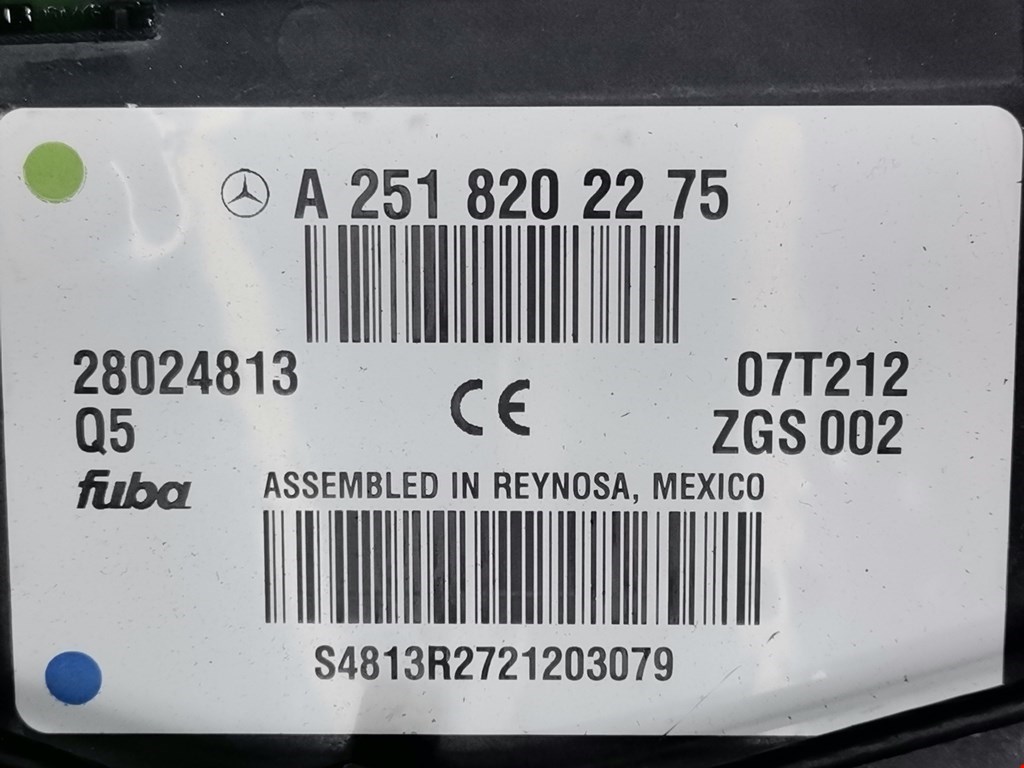 A 251 820 22 75
28024813
07T212
CE
Q5
ZGS 002
fuba
ASSEMBLED IN REYNOSA, MEXICO
S4813R2721203079